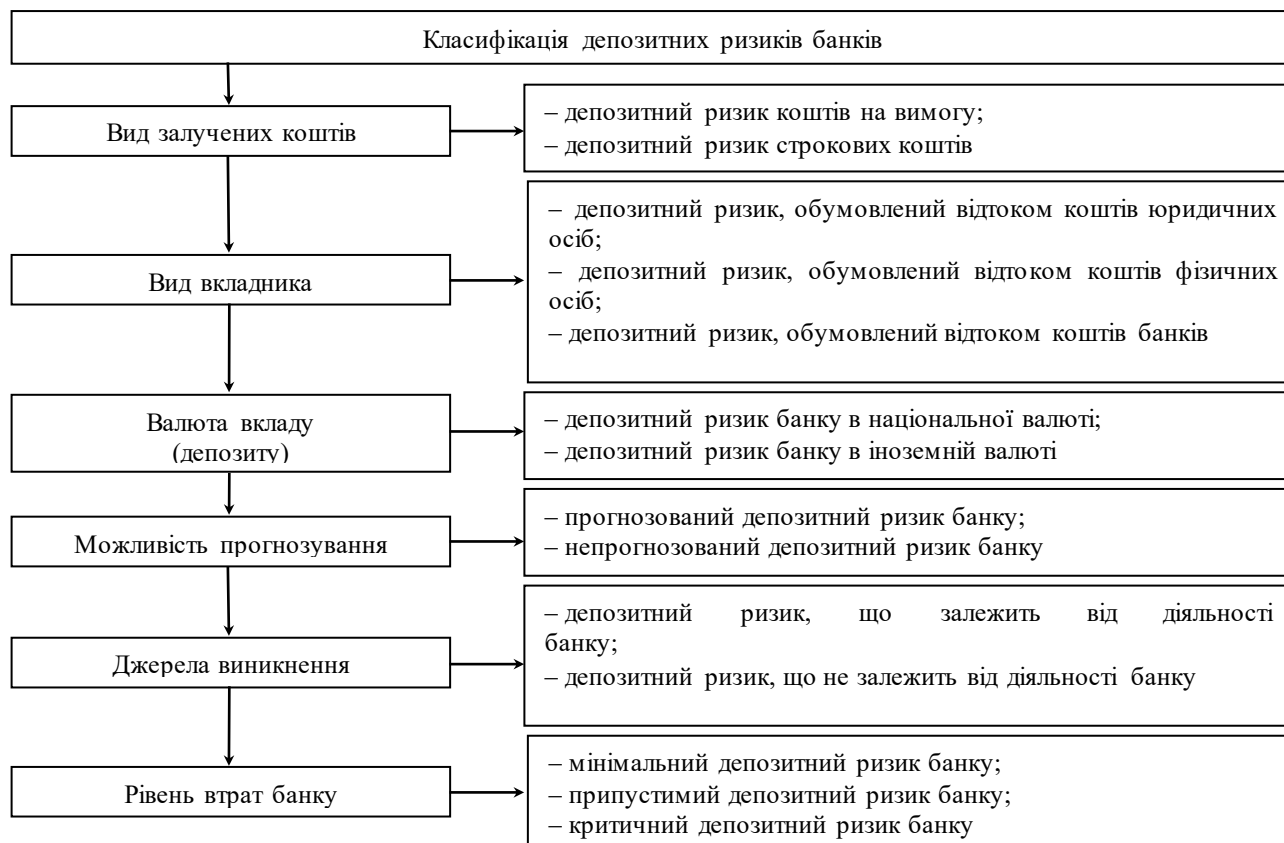 Класифікація депозитних ризиків банків
Вид залучених коштів
– депозитний ризик коштів на вимогу;
– депозитний ризик строкових коштів
Вид вкладника
– депозитний ризик, обумовлений відтоком коштів юридичних
осіб;
– депозитний ризик, обумовлений відтоком коштів фізичних
осіб;
– депозитний ризик, обумовлений відтоком коштів банків
Валюта вкладу
(депозиту)
– депозитний ризик банку в національної валюті;
– депозитний ризик банку в іноземній валюті
Можливість прогнозування
– прогнозований депозитний ризик банку;
– непрогнозований депозитний ризик банку
Джерела виникнення
– депозитний ризик, що залежить від діяльності
банку;
– депозитний ризик, що не залежить від діяльності банку
Рівень втрат банку
– мінімальний депозитний ризик банку;
– припустимий депозитний ризик банку;
– критичний депозитний ризик банку